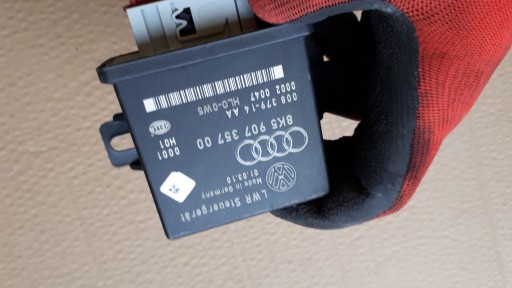 LWR Steuergerät
Made in Germany
01.03.10
8K5 907 357 00
0001
H01
008 379-14 AA
0002 0047 HLO-0W5
28